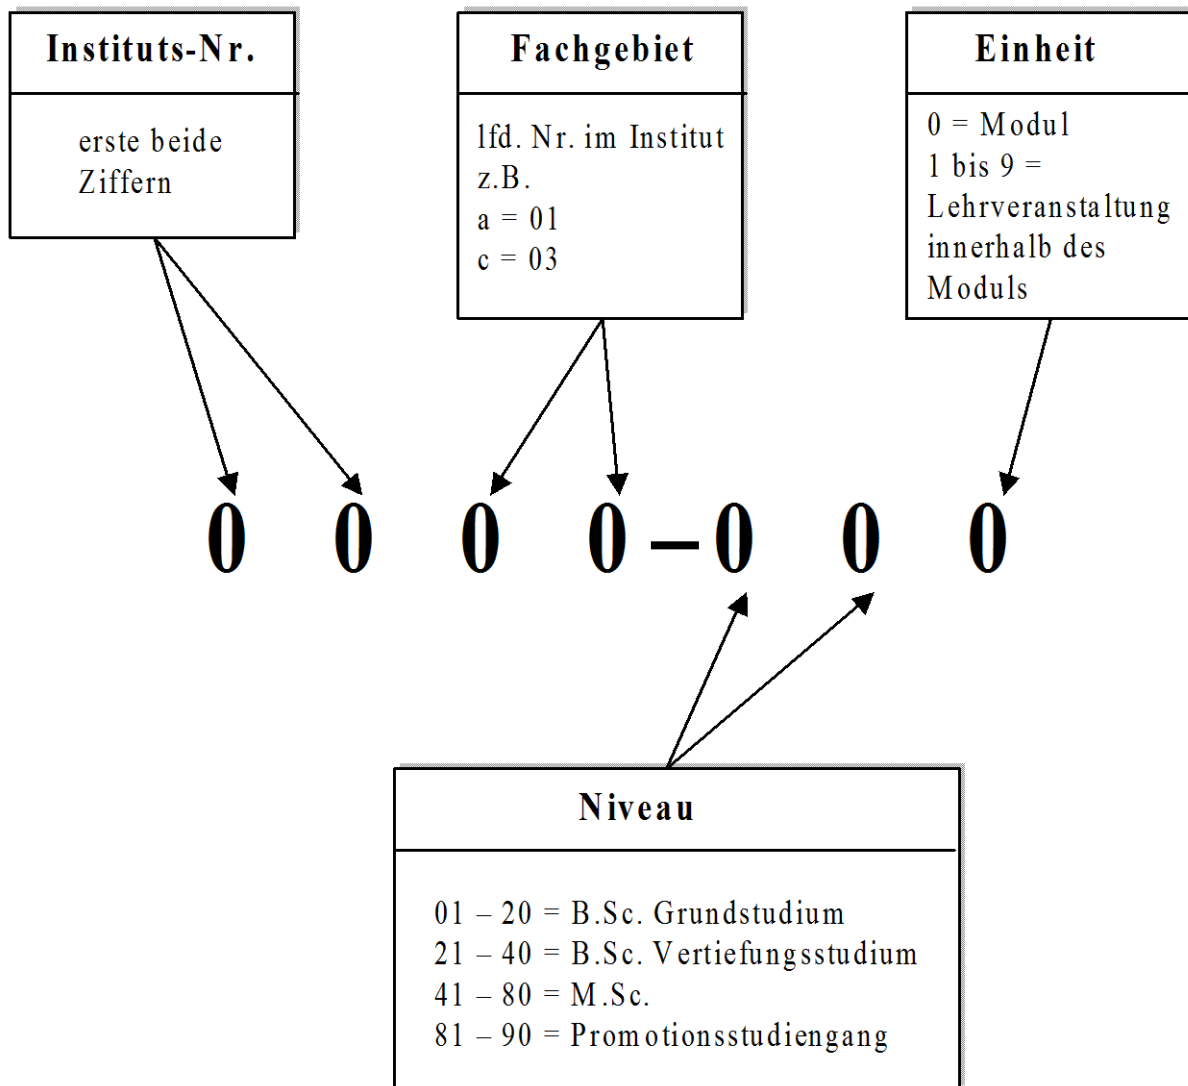 Instituts-Nr.
erste beide
Ziffern
Fachgebiet
lfd. Nr. im Institut
z.B.
a = 01
c = 03
Einheit
0 = Modul
1 bis 9 =
Lehrveranstaltung
innerhalb des
Moduls
0 0 0 0 – 0 0 0
Niveau
01 – 20 = B.Sc. Grundstudium
21 – 40 = B.Sc. Vertiefungsstudium
41 – 80 = M.Sc.
81 – 90 = Promotionsstudiengang